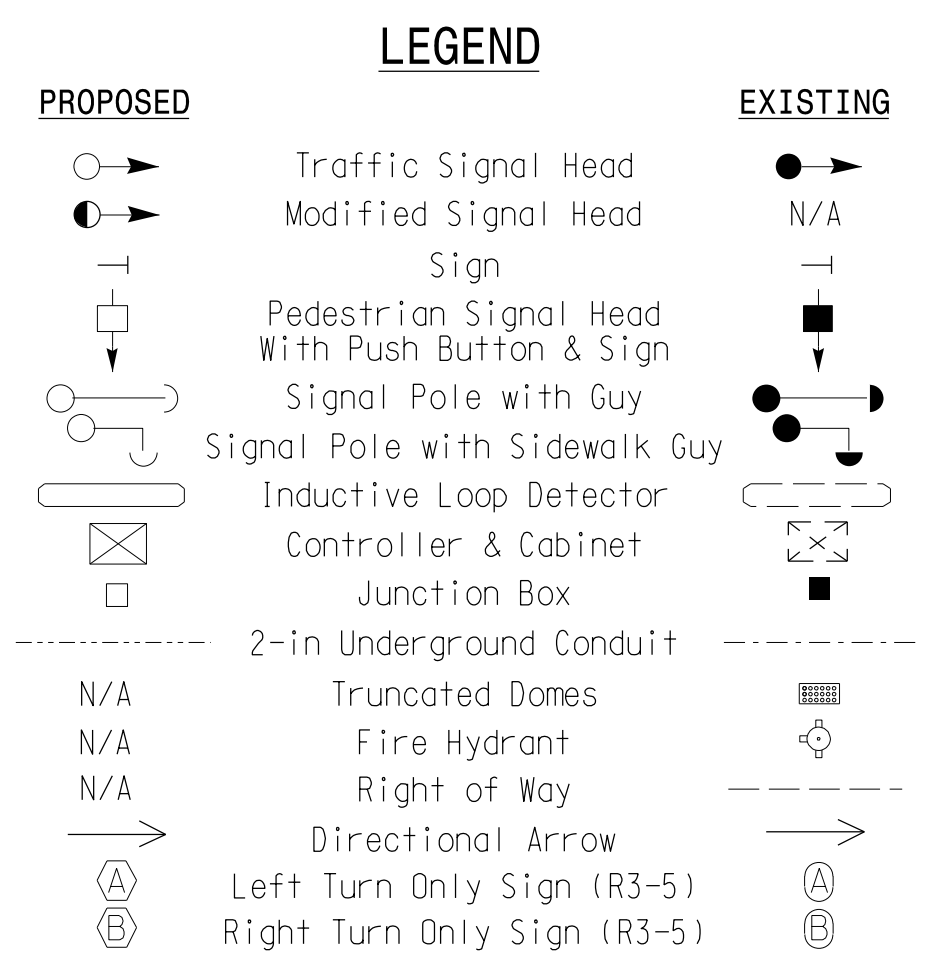 LEGEND
PROPOSED EXISTING
Traffic Signal Head
Modified Signal Head N/A
Sign
Pedestrian Signal Head
With Push Button & Sign
Signal Pole with Guy
Signal Pole with Sidewalk Guy
Inductive Loop Detector
Controller & Cabinet
Junction Box
2-in Underground Conduit
N/A Truncated Domes
N/A Fire Hydrant
N/A Right of Way
Directional Arrow
A Left Turn Only Sign (R3-5) A
B Right Turn Only Sign (R3-5) B